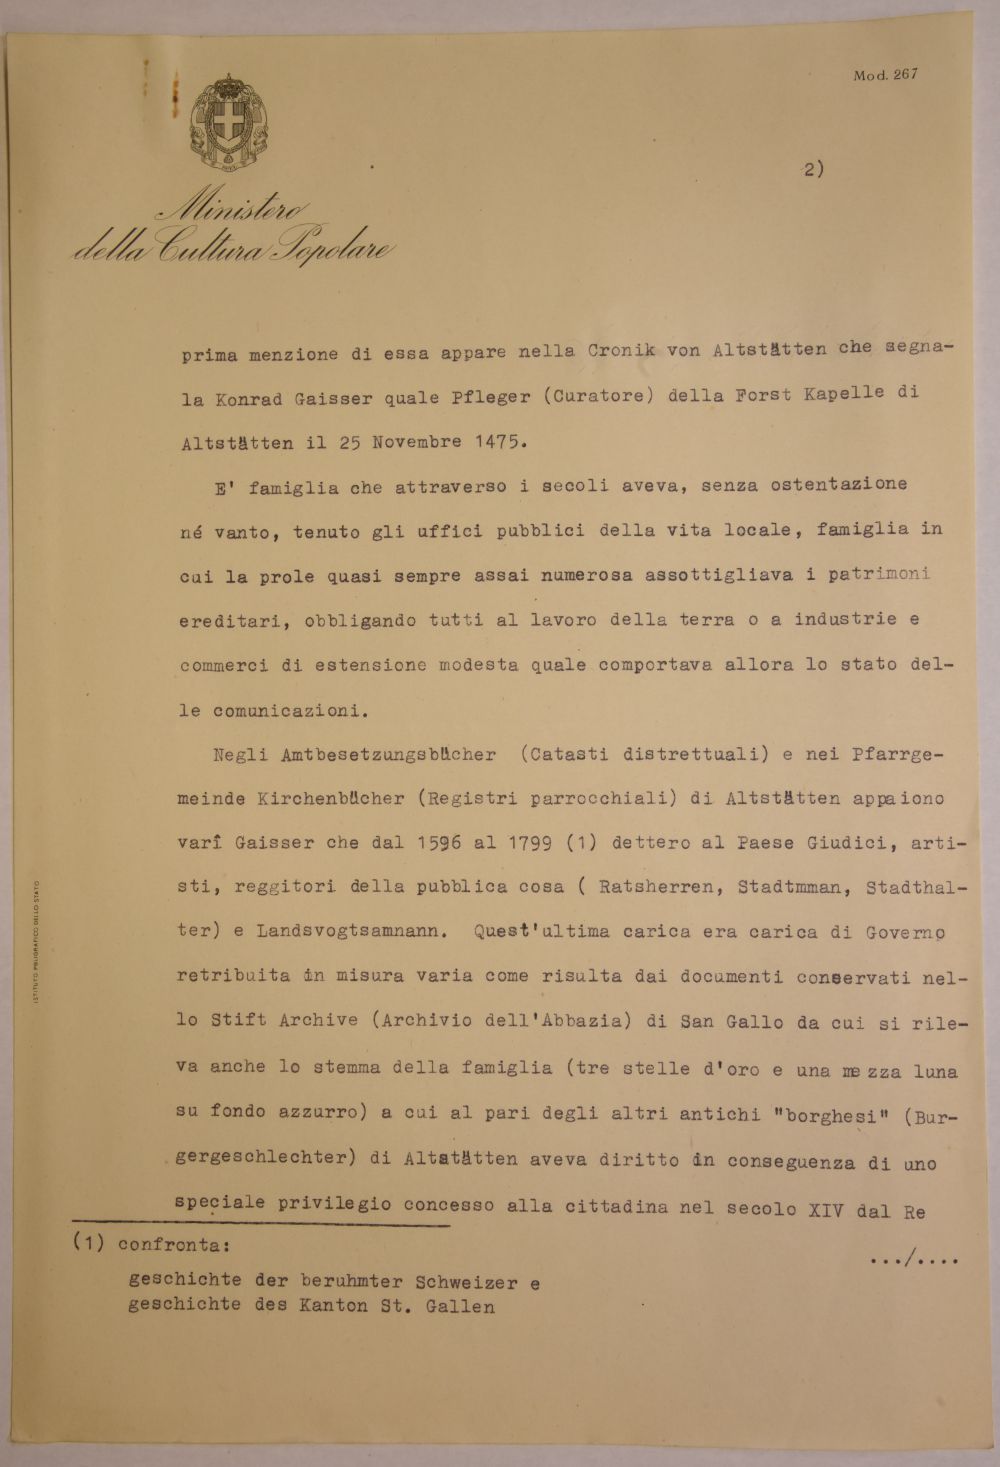 Mod. 267
2)
Ministero
della Cultura Popolare
prima menzione di essa appare nella Cronik von Altstätten che segna-
la Konrad Gaisser quale Pfleger (Curatore) della Forst Kapelle di
Altstätten il 25 Novembre 1475.
E' famiglia che attraverso i secoli aveva, senza ostentazione
né vanto, tenuto gli uffici pubblici della vita locale, famiglia in
cui la prole quasi sempre assai numerosa assottigliava i patrimoni
ereditari, obbligando tutti al lavoro della terra o a industrie e
commerci di estensione modesta quale comportava allora lo stato del-
le comunicazioni.
Negli Amtbesetzungsbücher (Catasti distrettuali) e nei Pfarrge-
meinde Kirchenbücher (Registri parrocchiali) di Altstätten appaiono
varî Gaisser che dal 1596 al 1799 (1) dettero al Paese Giudici, arti-
sti, reggitori della pubblica cosa ( Ratsherren, Stadtmman, Stadthal-
ter) e Landsvogtsamnann. Quest'ultima carica era carica di Governo
retribuita in misura varia come risulta dai documenti conservati nel-
lo Stift Archive (Archivio dell'Abbazia) di San Gallo da cui si rile-
va anche lo stemma della famiglia (tre stelle d'oro e una mezza luna
su fondo azzurro) a cui al pari degli altri antichi "borghesi" (Bur-
gergeschlechter) di Altstätten aveva diritto in conseguenza di uno
speciale privilegio concesso alla cittadina nel secolo XIV dal Re
.../....
(1) confronta:
geschichte der beruhmter Schweizer e
geschichte des Kanton St. Gallen
ISTITUTO POLIGRAFICO DELLO STATO